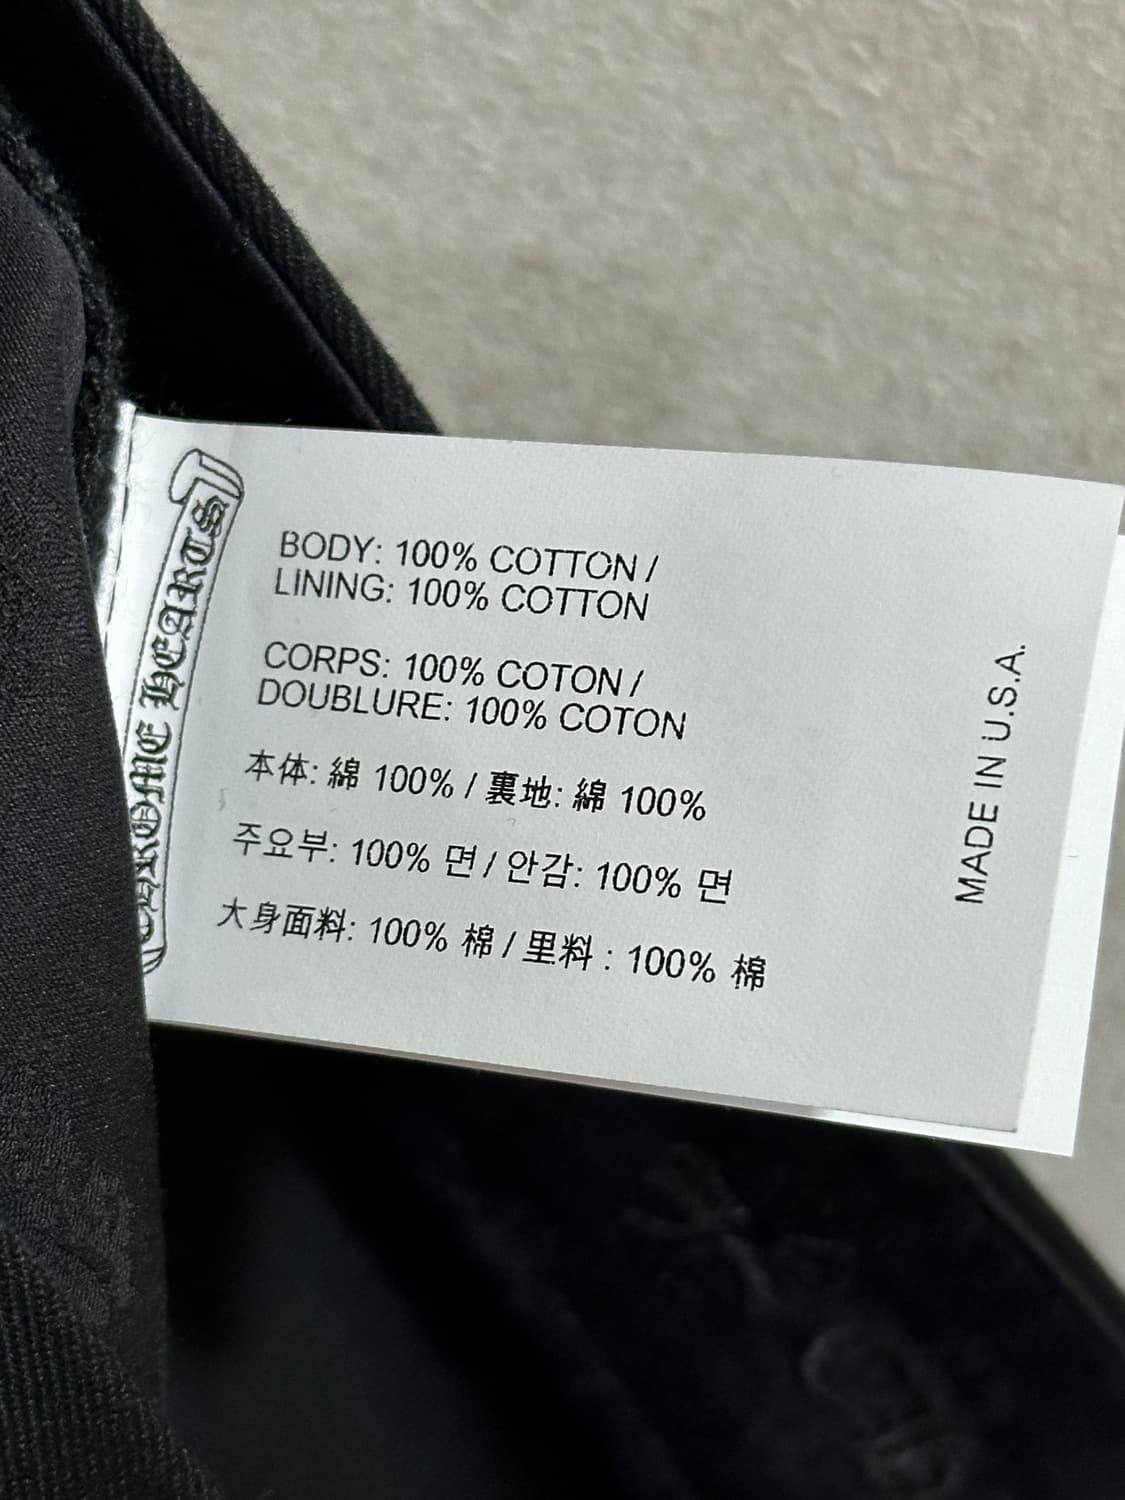 CHROME HEARTS
BODY: 100% COTTON /
LINING: 100% COTTON
CORPS: 100% COTON /
DOUBLURE: 100% COTON
本体: 綿 100% / 裏地: 綿 100%
주요부: 100% 면 / 안감: 100% 면
大身面料: 100% 棉 / 里料 : 100% 棉
MADE IN U.S.A.